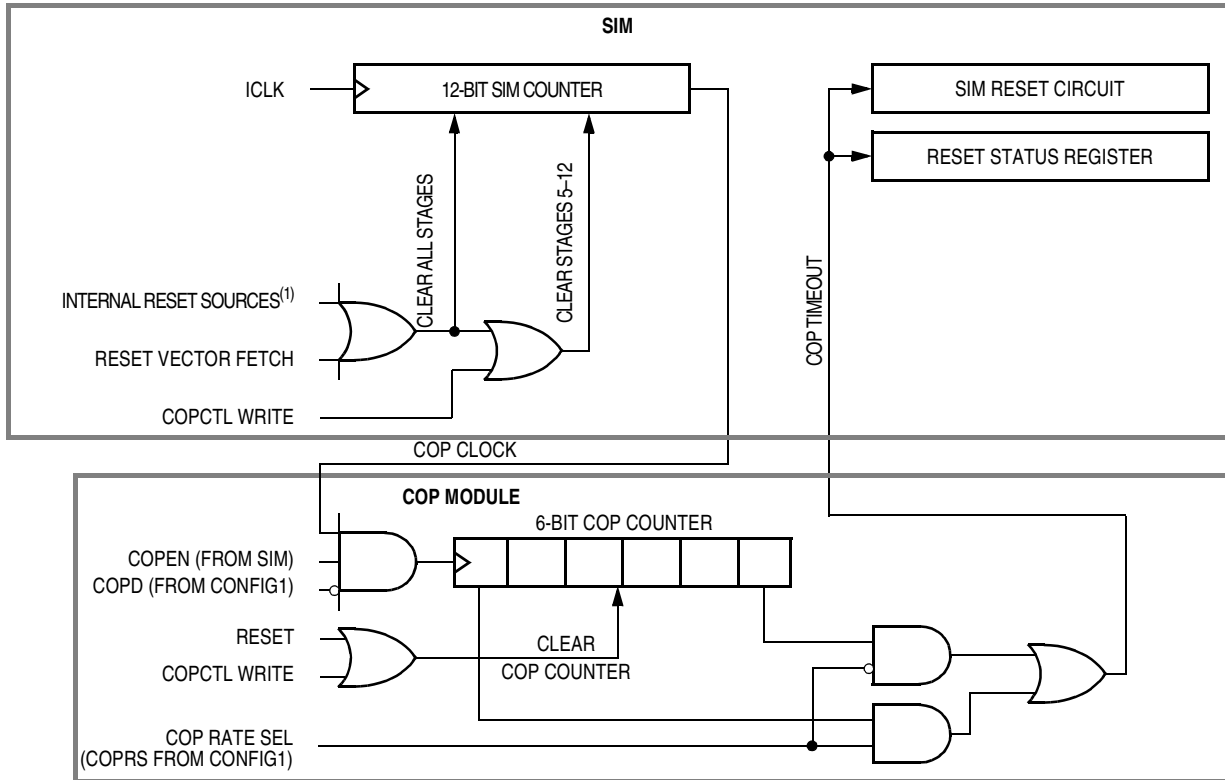 SIM
ICLK
12-BIT SIM COUNTER
SIM RESET CIRCUIT
RESET STATUS REGISTER
CLEAR ALL STAGES
CLEAR STAGES 5–12
COP TIMEOUT
INTERNAL RESET SOURCES(1)
RESET VECTOR FETCH
COPCTL WRITE
COP CLOCK
COP MODULE
6-BIT COP COUNTER
COPEN (FROM SIM)
COPD (FROM CONFIG1)
RESET
COPCTL WRITE
CLEAR
COP COUNTER
COP RATE SEL
(COPRS FROM CONFIG1)